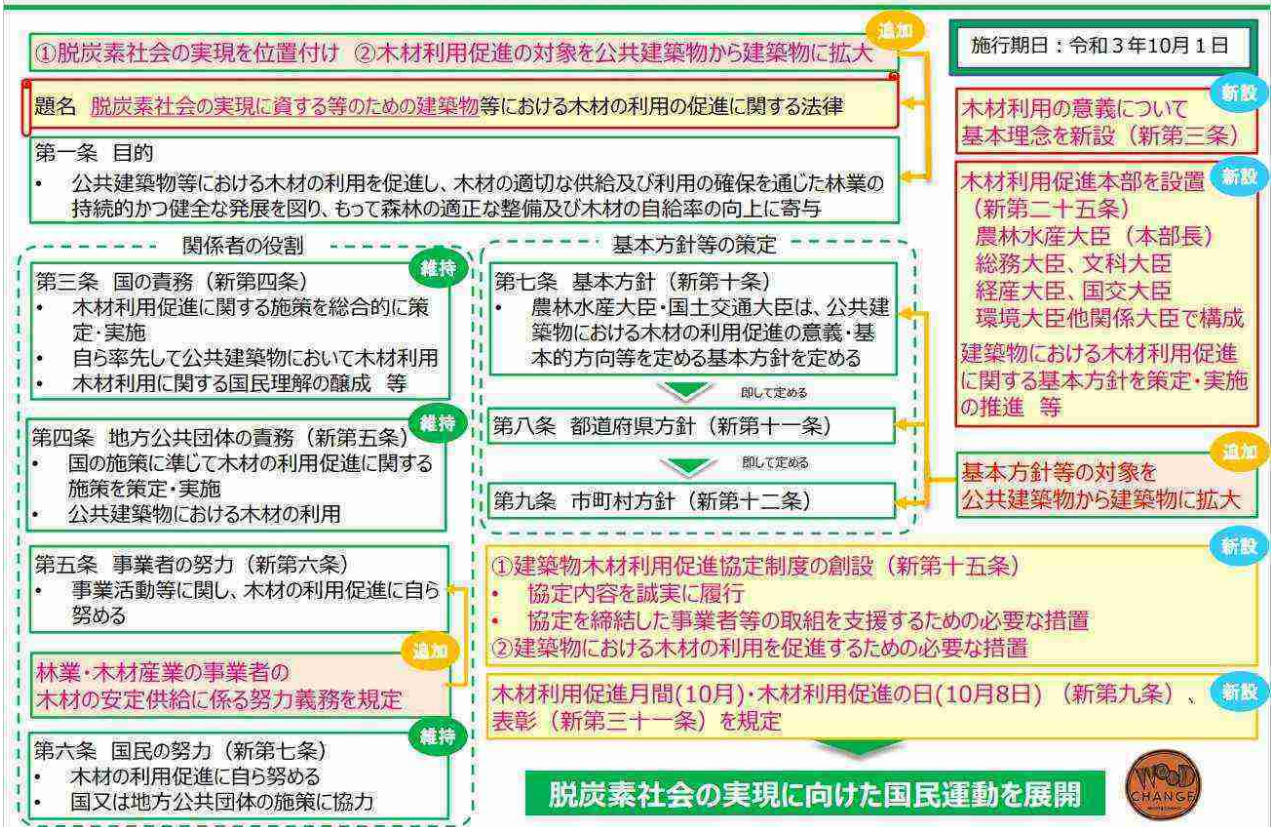 追加
①脱炭素社会の実現を位置付け ②木材利用促進の対象を公共建築物から建築物に拡大
施行期日：令和３年10月１日
題名 脱炭素社会の実現に資する等のための建築物等における木材の利用の促進に関する法律
第一条 目的
• 公共建築物等における木材の利用を促進し、木材の適切な供給及び利用の確保を通じた林業の
持続的かつ健全な発展を図り、もって森林の適正な整備及び木材の自給率の向上に寄与
新設
木材利用の意義について
基本理念を新設（新第三条）
新設
木材利用促進本部を設置
（新第二十五条）
農林水産大臣（本部長）
総務大臣、文科大臣
経産大臣、国交大臣
環境大臣他関係大臣で構成
建築物における木材利用促進
に関する基本方針を策定・実施
の推進 等
関係者の役割
維持
第三条 国の責務（新第四条）
• 木材利用促進に関する施策を総合的に策
定・実施
• 自ら率先して公共建築物において木材利用
• 木材利用に関する国民理解の醸成 等
維持
第四条 地方公共団体の責務（新第五条）
• 国の施策に準じて木材の利用促進に関する
施策を策定・実施
• 公共建築物における木材の利用
第五条 事業者の努力（新第六条）
• 事業活動等に関し、木材の利用促進に自ら
努める
追加
林業・木材産業の事業者の
木材の安定供給に係る努力義務を規定
維持
第六条 国民の努力（新第七条）
• 木材の利用促進に自ら努める
• 国又は地方公共団体の施策に協力
基本方針等の策定
第七条 基本方針（新第十条）
• 農林水産大臣・国土交通大臣は、公共建
築物における木材の利用促進の意義・基
本的方向等を定める基本方針を定める
即して定める
第八条 都道府県方針（新第十一条）
即して定める
第九条 市町村方針（新第十二条）
追加
基本方針等の対象を
公共建築物から建築物に拡大
新設
①建築物木材利用促進協定制度の創設（新第十五条）
• 協定内容を誠実に履行
• 協定を締結した事業者等の取組を支援するための必要な措置
②建築物における木材の利用を促進するための必要な措置
新設
木材利用促進月間(10月)・木材利用促進の日(10月8日)（新第九条）、
表彰（新第三十一条）を規定
脱炭素社会の実現に向けた国民運動を展開
WOOD
CHANGE